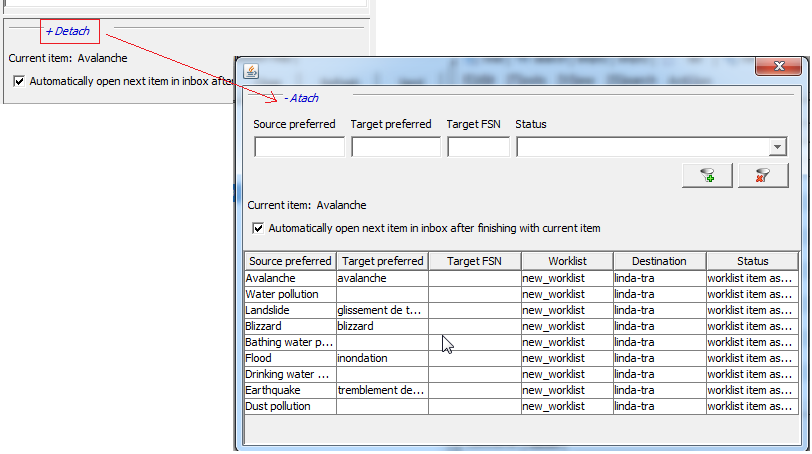 + Detach
Current item: Avalanche
Automatically open next item in inbox after
- Atach
Source preferred Target preferred Target FSN Status
Current item: Avalanche
Automatically open next item in inbox after finishing with current item
Source preferred Target preferred Target FSN Worklist Destination Status
Avalanche avalanche new_worklist linda-tra worklist item as...
Water pollution new_worklist linda-tra worklist item as...
Landslide glissement de t... new_worklist linda-tra worklist item as...
Blizzard blizzard new_worklist linda-tra worklist item as...
Bathing water p... new_worklist linda-tra worklist item as...
Flood inondation new_worklist linda-tra worklist item as...
Drinking water ... new_worklist linda-tra worklist item as...
Earthquake tremblement de... new_worklist linda-tra worklist item as...
Dust pollution new_worklist linda-tra worklist item as...